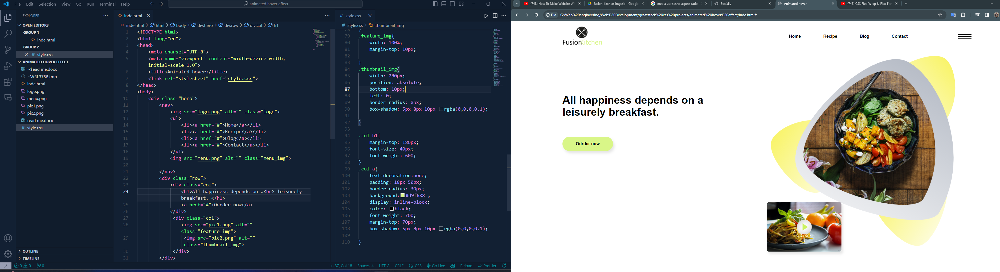 File Edit Selection View Go Run Terminal Help
animated hover effect
EXPLORER
OPEN EDITORS
GROUP 1
inde.html
GROUP 2
style.css
ANIMATED HOVER EFFECT
~$ead me.docx
~WRL3758.tmp
inde.html
logo.png
menu.png
pic1.png
pic2.png
read me.docx
style.css
OUTLINE
TIMELINE
inde.html
inde.html > html > body > div.hero > div.row > div.col > h1
1 <!DOCTYPE html>
2 <html lang="en">
3 <head>
4 <meta charset="UTF-8">
5 <meta name="viewport" content="width=device-width,
initial-scale=1.0">
6 <title>Animated hover</title>
7 <link rel="stylesheet" href="style.css">
8 </head>
9 <body>
10 <div class="hero">
11 <nav>
12 <img src="logo.png" alt="" class="logo">
13 <ul>
14 <li><a href="#">Home</a></li>
15 <li><a href="#">Recipe</a></li>
16 <li><a href="#">Blog</a></li>
17 <li><a href="#">Contact</a></li>
18 </ul>
19 <img src="menu.png" alt="" class="menu_img">
20
21 </nav>
22 <div class="row">
23 <div class="col">
24 <h1>All happiness depends on a<br> leisurely
breakfast. </h1>
25 <a href="#">Odrder now</a>
26 </div>
27 <div class="col">
28 <img src="pic1.png" alt=""
class="feature_img">
29 <img src="pic2.png" alt=""
class="thumbnail_img">
30 </div>
31 </div>
style.css
style.css > .thumbnail_img
78 }
79 .feature_img{
80 width: 100%;
81 margin-top: 10px;
82
83 }
84 .thumbnail_img{
85 width: 280px;
86 position: absolute;
87 bottom: 10px;
88 left: 0;
89 border-radius: 8px;
90 box-shadow: 5px 8px 10px rgba(0,0,0,0.1);
91
92 }
93
94 .col h1{
95 margin-top: 180px;
96 font-size: 40px;
97 font-weight: 600;
98 }
99 .col a{
100 text-decoration:none;
101 padding: 18px 50px;
102 border-radius: 30px;
103 background: #d9f688 ;
104 display: inline-block;
105 color: black;
106 font-weight: 700;
107 margin-top: 70px;
108 box-shadow: 5px 8px 10px rgba(0,0,0,0.1);
109
110 }
0 0 0
Ln 87, Col 18 Spaces: 4 UTF-8 CRLF CSS Go Live Reload Prettier
(748) How To Make Website W
fusion-kitchen-img.zip - Google
media uerises vs aspect ratio -
Socially
Animated hover
(748) CSS Flex-Wrap & Flex-Flo
File G:/Web%20engineering/Web%20Development/greatstack%20css%20projects/animated%20hover%20effect/inde.html#
FusionKitchen
Home Recipe Blog Contact
All happiness depends on a
leisurely breakfast.
Odrder now